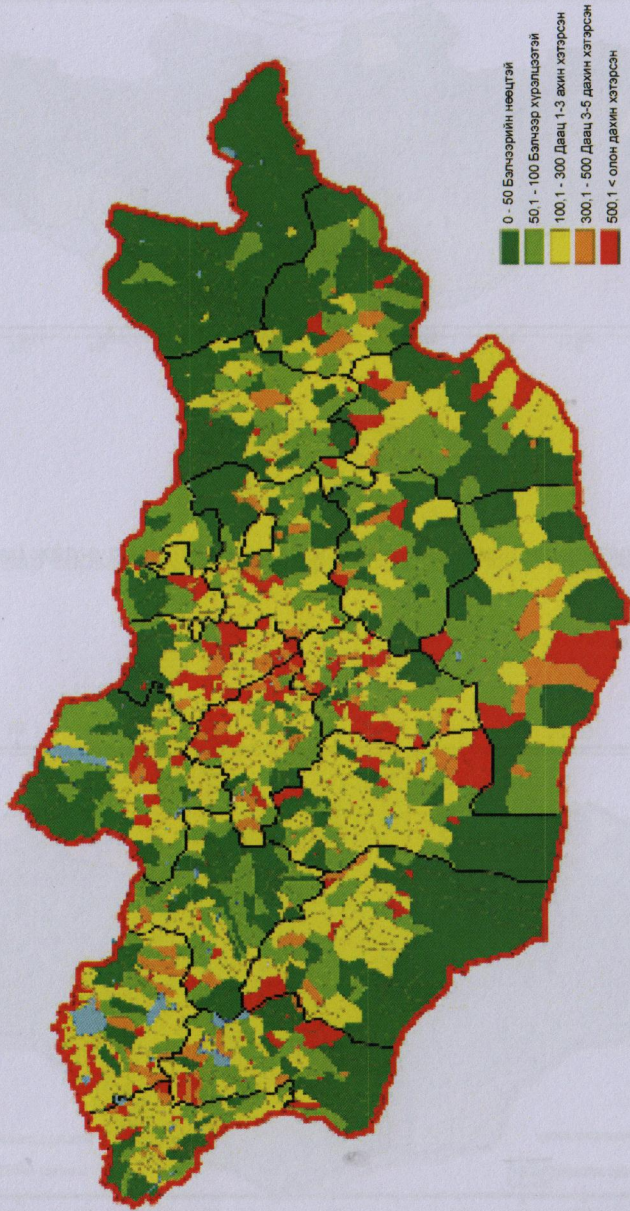 0 - 50 Бэлчээрийн нөөцтэй
50,1 - 100 Бэлчээр хүрэлцээтэй
100,1 - 300 Даац 1-3 ахин хэтэрсэн
300,1 - 500 Даац 3-5 дахин хэтэрсэн
500,1 < олон дахин хэтэрсэн